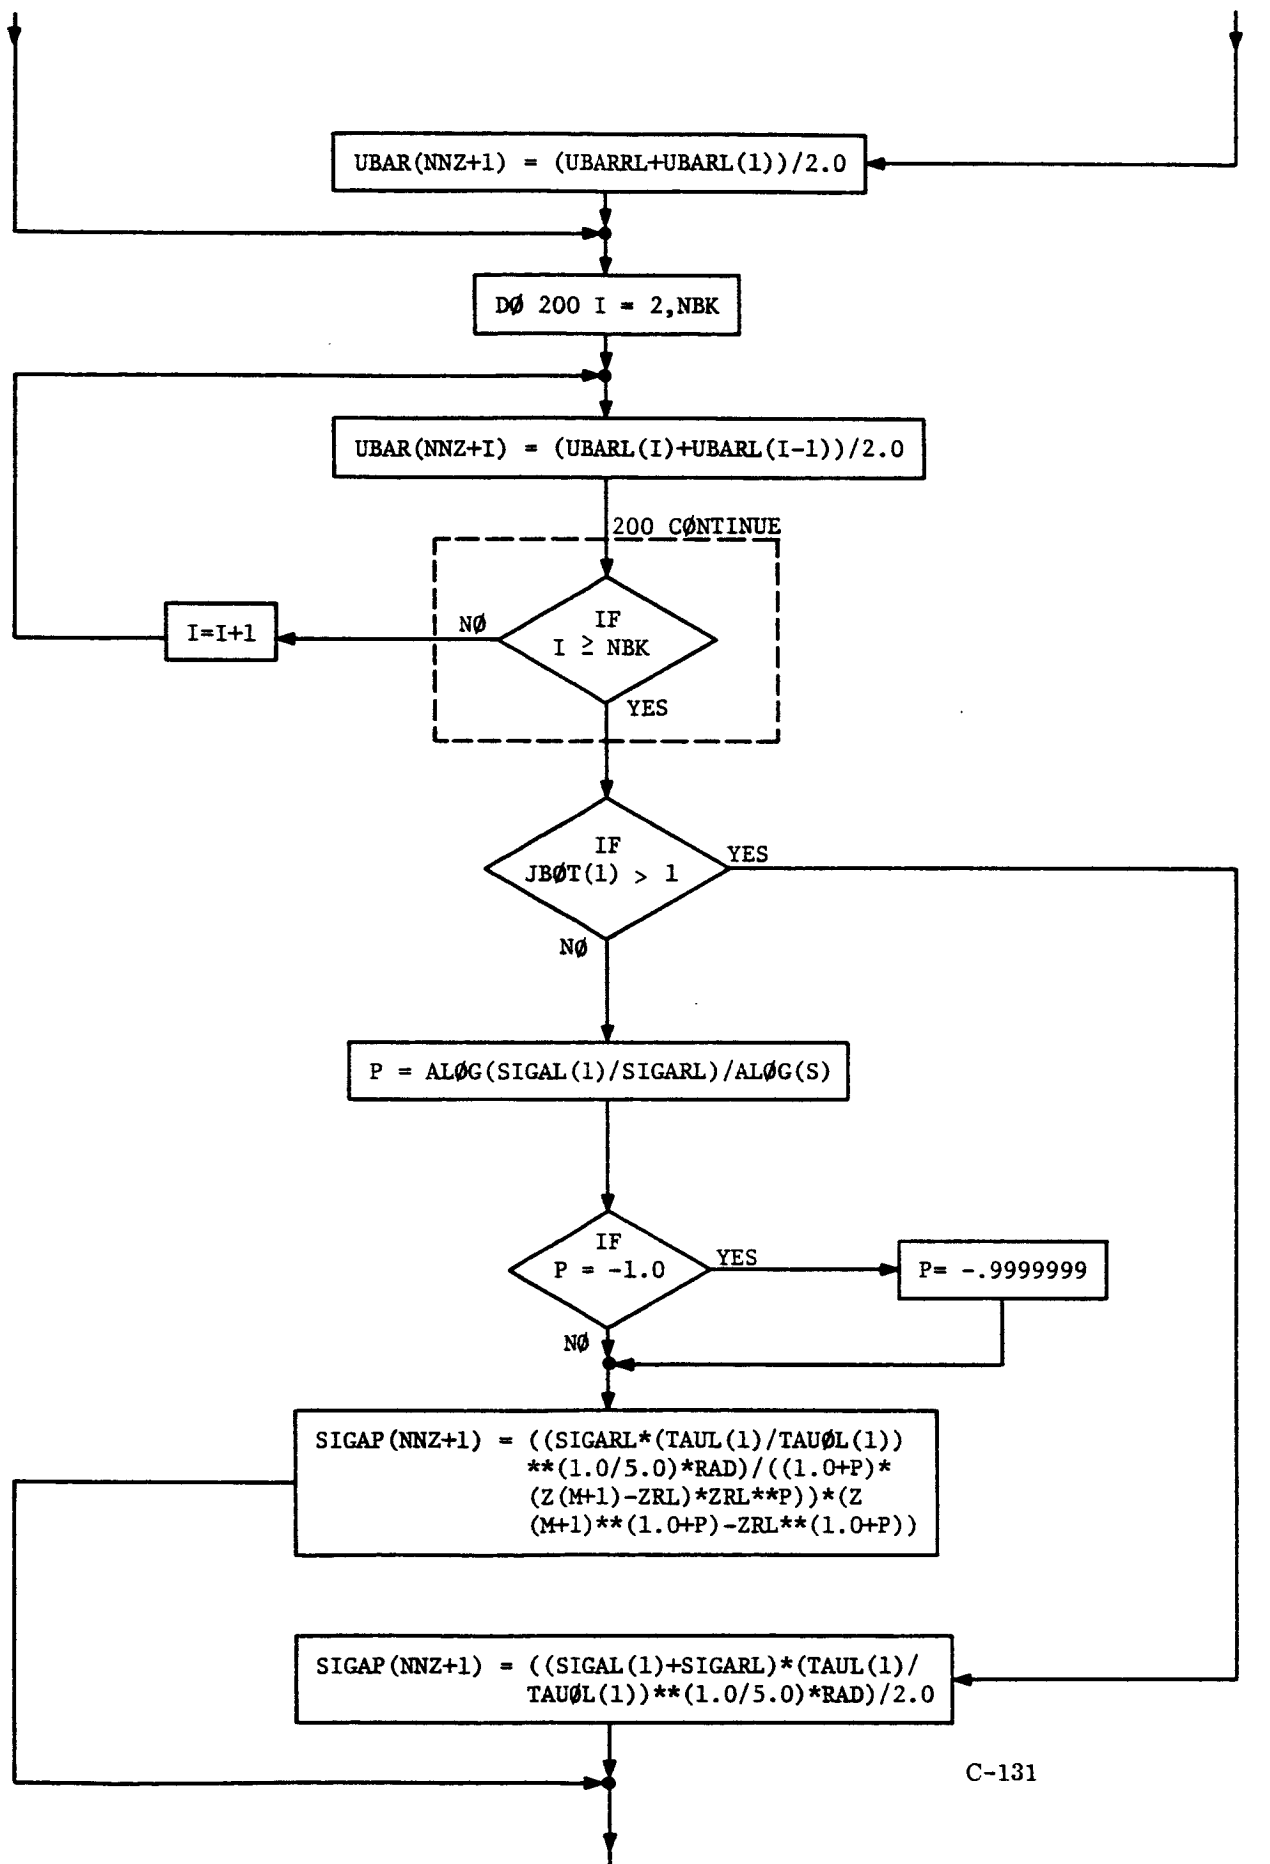 UBAR(NNZ+1) = (UBARRL+UBARL(1))/2.0
DØ 200 I = 2,NBK
UBAR(NNZ+I) = (UBARL(I)+UBARL(I-1))/2.0
200 CØNTINUE
IF
I ≥ NBK
NØ
I=I+1
YES
IF
JBØT(1) > 1
YES
NØ
P = ALØG(SIGAL(1)/SIGARL)/ALØG(S)
IF
P = -1.0
YES
P= -.9999999
NØ
SIGAP(NNZ+1) = ((SIGARL*(TAUL(1)/TAUØL(1))
**(1.0/5.0)*RAD)/((1.0+P)*
(Z(M+1)-ZRL)*ZRL**P))*(Z
(M+1)**(1.0+P)-ZRL**(1.0+P))
SIGAP(NNZ+1) = ((SIGAL(1)+SIGARL)*(TAUL(1)/
TAUØL(1))**(1.0/5.0)*RAD)/2.0
C-131